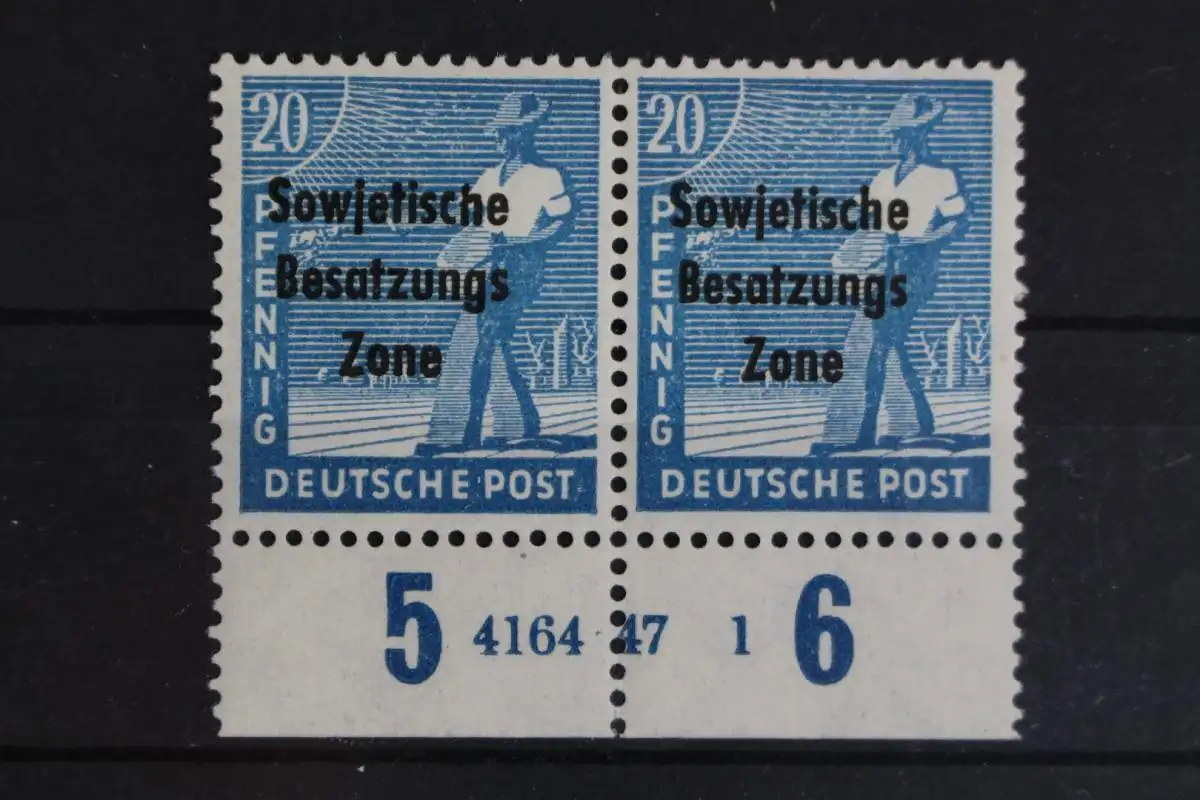 20 20
PFENNIG PFENNIG
Sowjetische Sowjetische
Besatzungs Besatzungs
Zone Zone
DEUTSCHE POST DEUTSCHE POST
5 4164 47 1 6